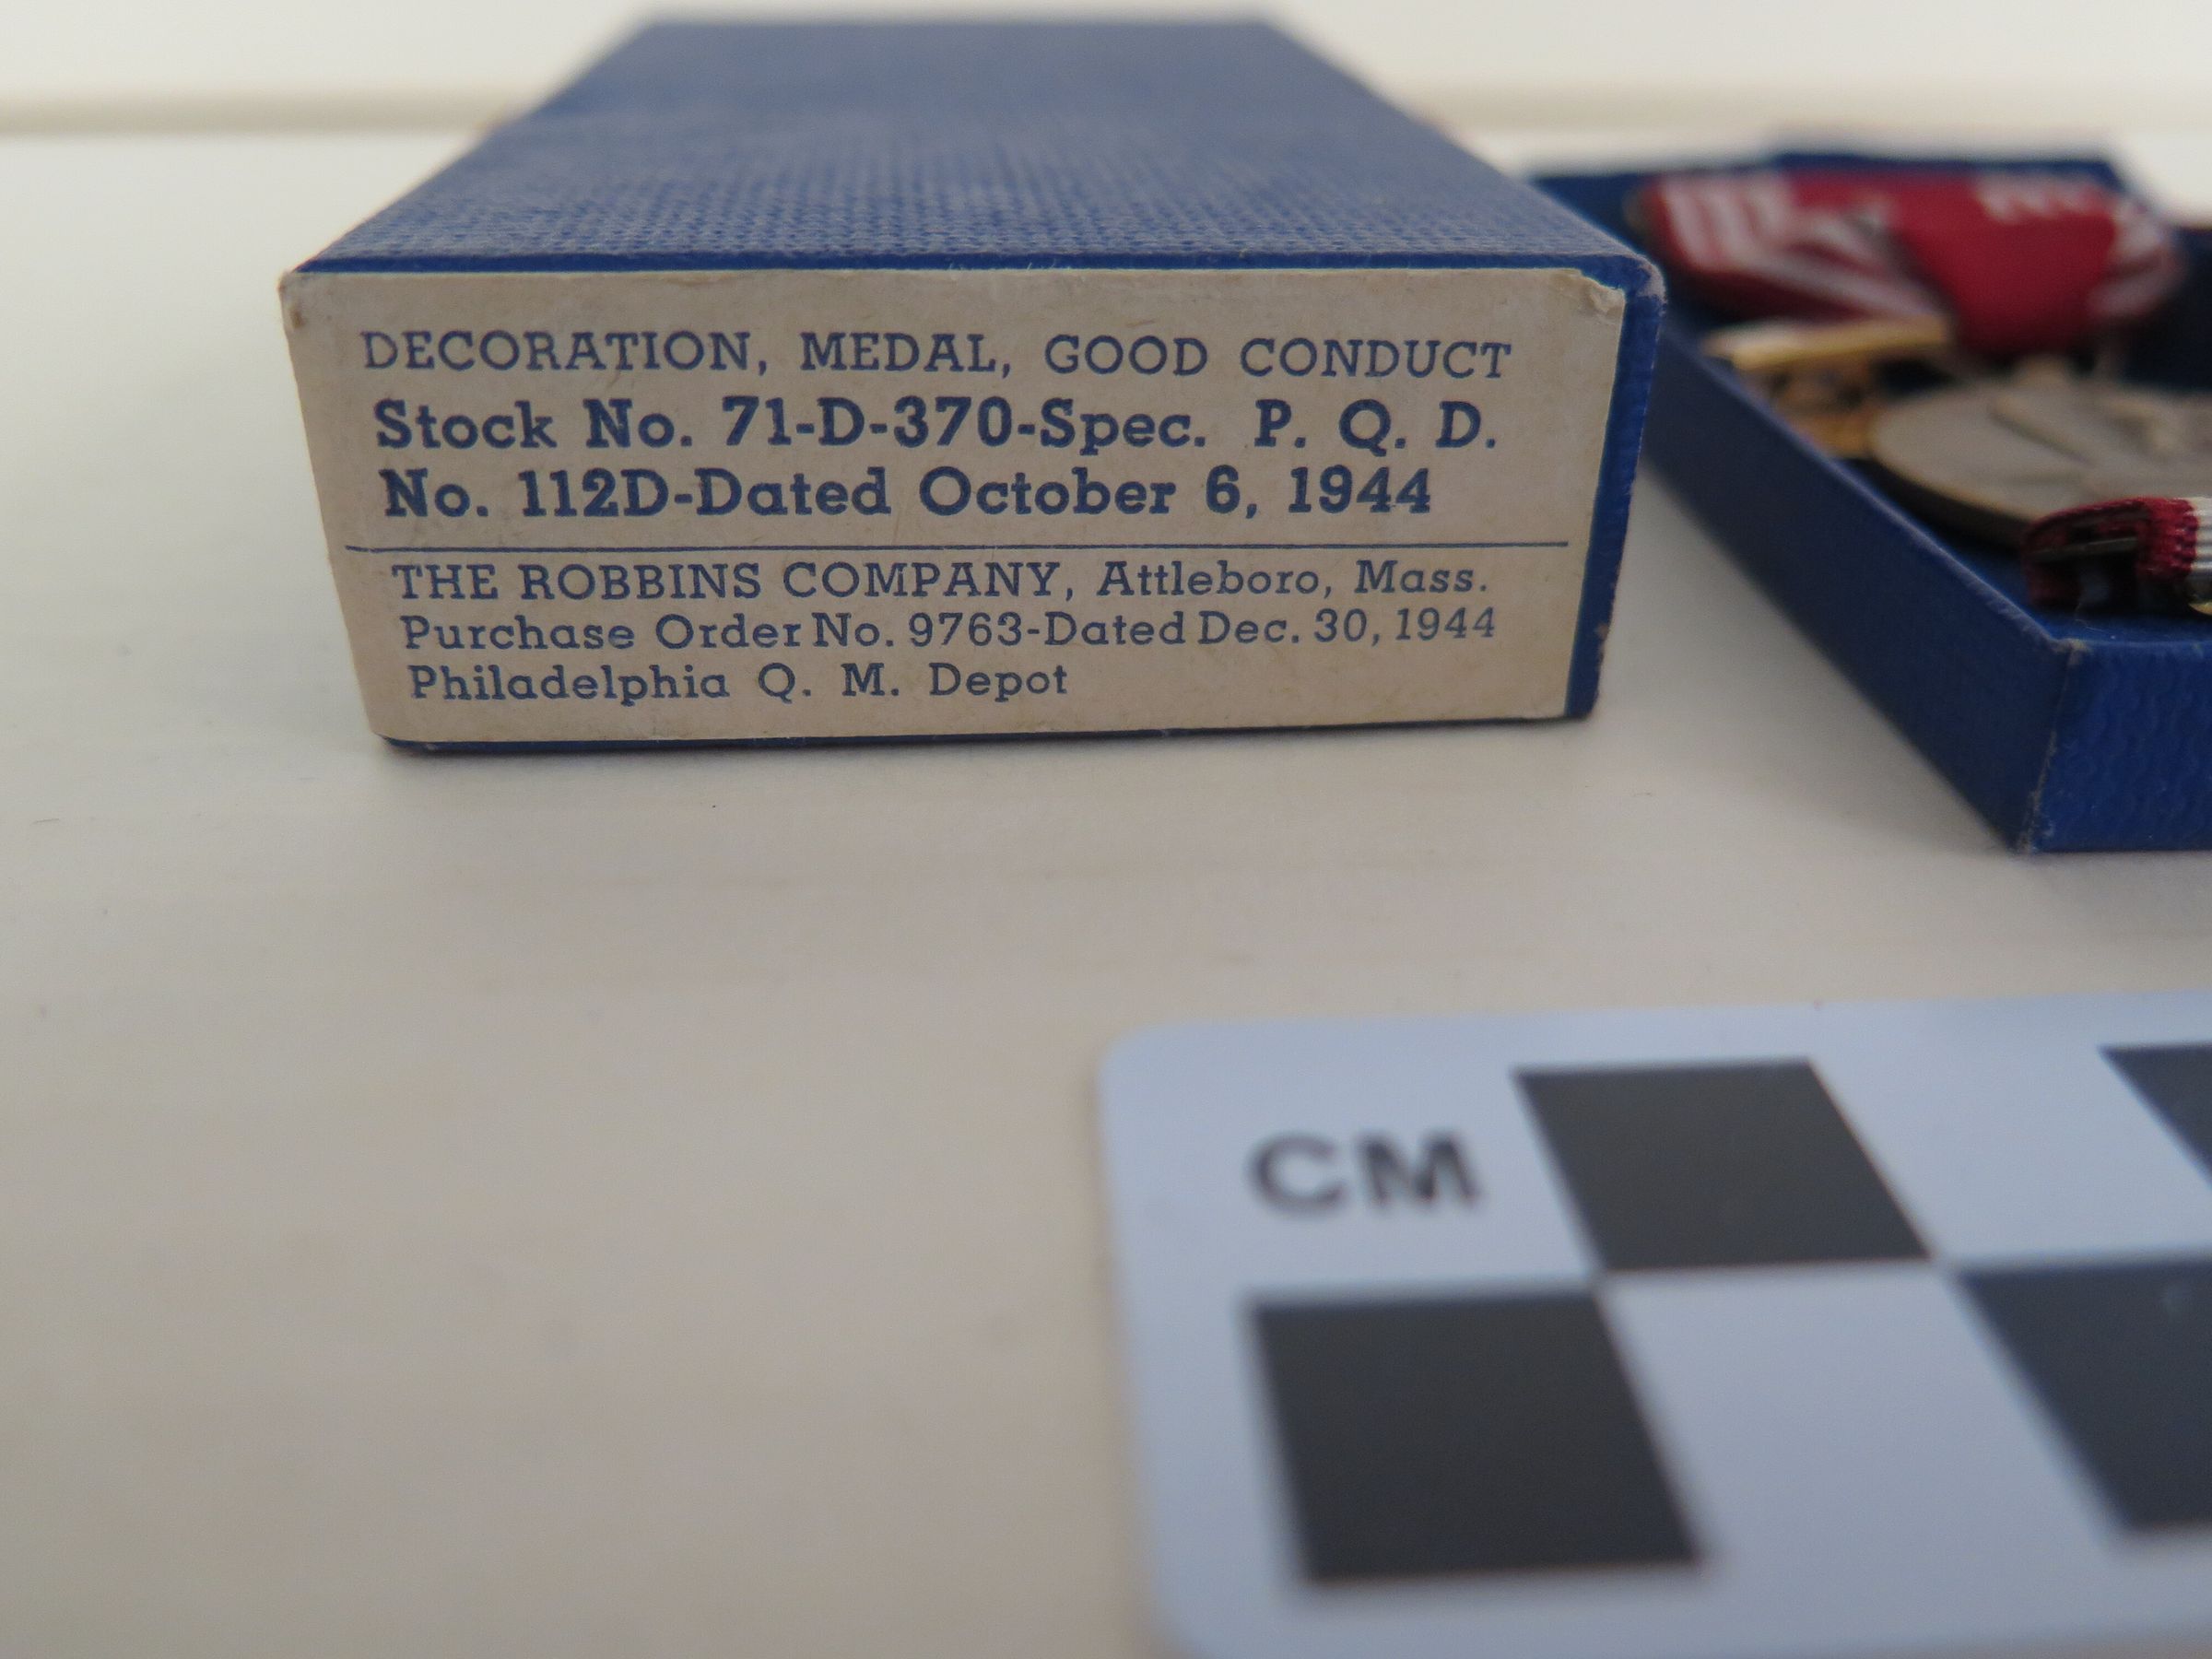 DECORATION, MEDAL, GOOD CONDUCT
Stock No. 71-D-370-Spec. P. Q. D.
No. 112D-Dated October 6, 1944
THE ROBBINS COMPANY, Attleboro, Mass.
Purchase Order No. 9763-Dated Dec. 30, 1944
Philadelphia Q. M. Depot
CM